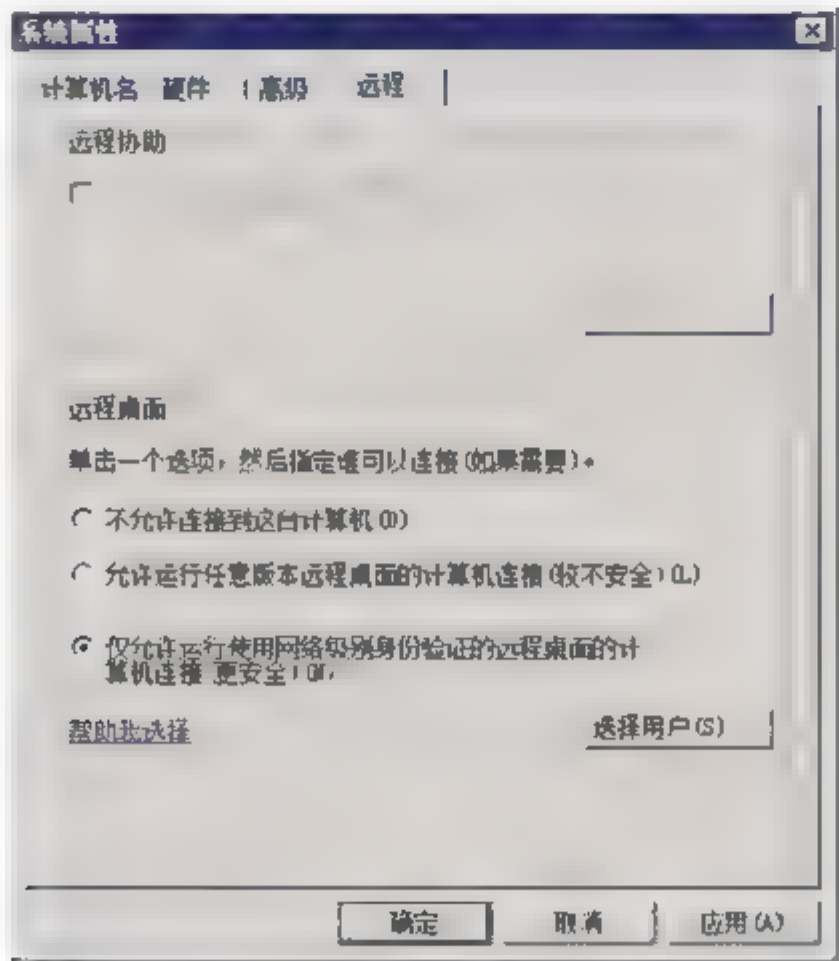 系统属性
计算机名 硬件 高级 远程
远程协助
远程桌面
单击一个选项，然后指定谁可以连接(如果需要)。
不允许连接到这台计算机(D)
允许运行任意版本远程桌面的计算机连接(较不安全)(L)
仅允许运行使用网络级别身份验证的远程桌面的计
算机连接 更安全)(N)
帮助我选择
选择用户(S)
确定 取消 应用(A)